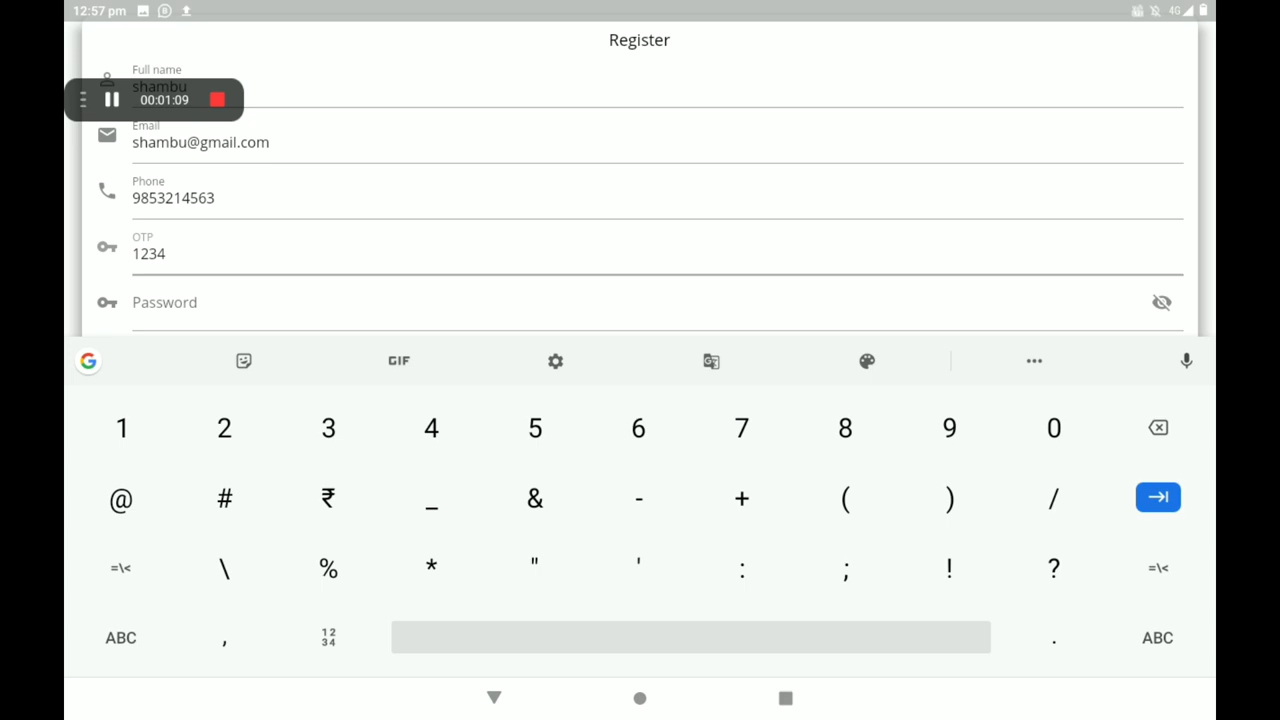 12:57 pm 4G
Register
Full name
shambu
00:01:09
Email
shambu@gmail.com
Phone
9853214563
OTP
1234
Password
G GIF
1 2 3 4 5 6 7 8 9 0
@ # ₹ _ & - + ( ) /
=\< \ % * " ' : ; ! ? =\<
ABC , 12 34 . ABC